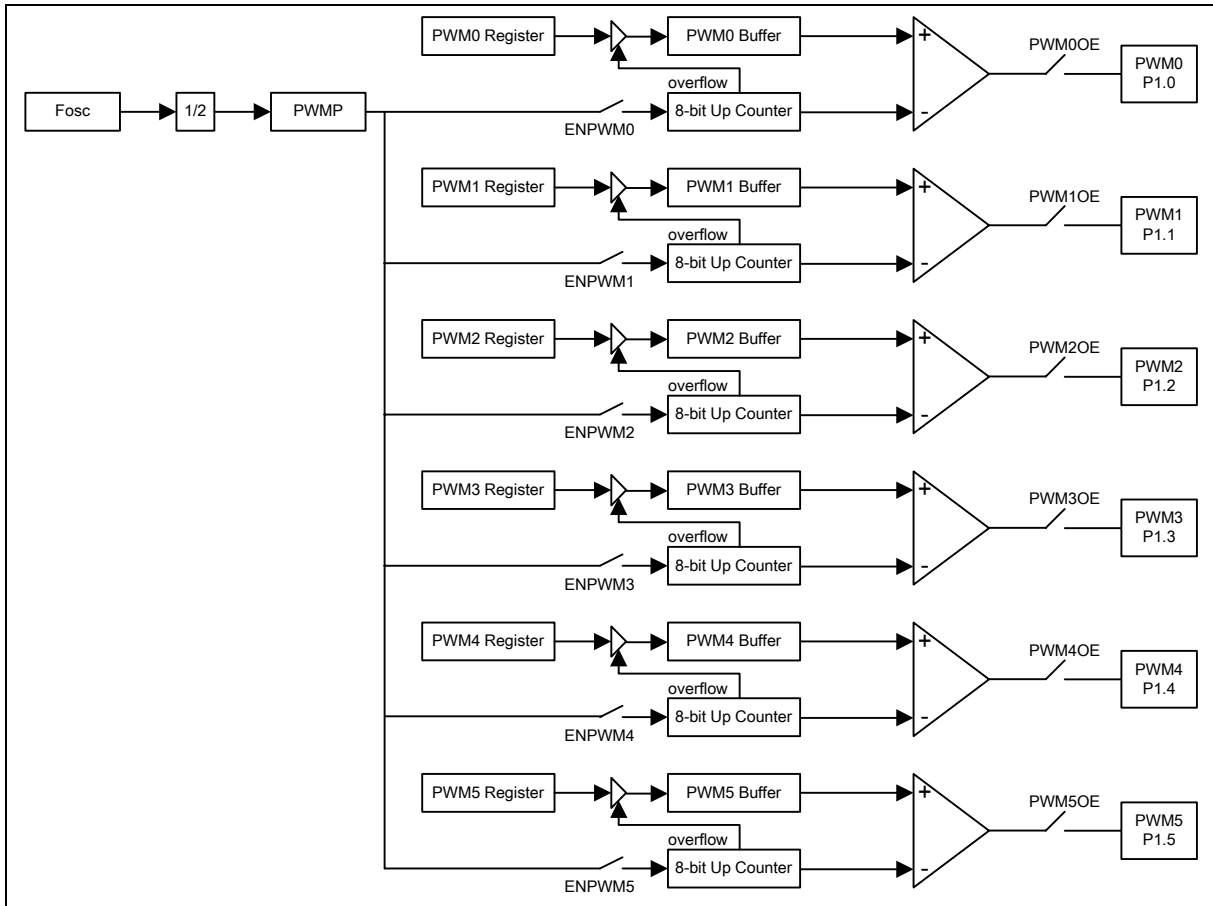 PWM0 Register
PWM0 Buffer
+
PWM0OE
PWM0
P1.0
overflow
Fosc
1/2
PWMP
ENPWM0
8-bit Up Counter
-
PWM1 Register
PWM1 Buffer
+
PWM1OE
PWM1
P1.1
overflow
ENPWM1
8-bit Up Counter
-
PWM2 Register
PWM2 Buffer
+
PWM2OE
PWM2
P1.2
overflow
ENPWM2
8-bit Up Counter
-
PWM3 Register
PWM3 Buffer
+
PWM3OE
PWM3
P1.3
overflow
ENPWM3
8-bit Up Counter
-
PWM4 Register
PWM4 Buffer
+
PWM4OE
PWM4
P1.4
overflow
ENPWM4
8-bit Up Counter
-
PWM5 Register
PWM5 Buffer
+
PWM5OE
PWM5
P1.5
overflow
ENPWM5
8-bit Up Counter
-